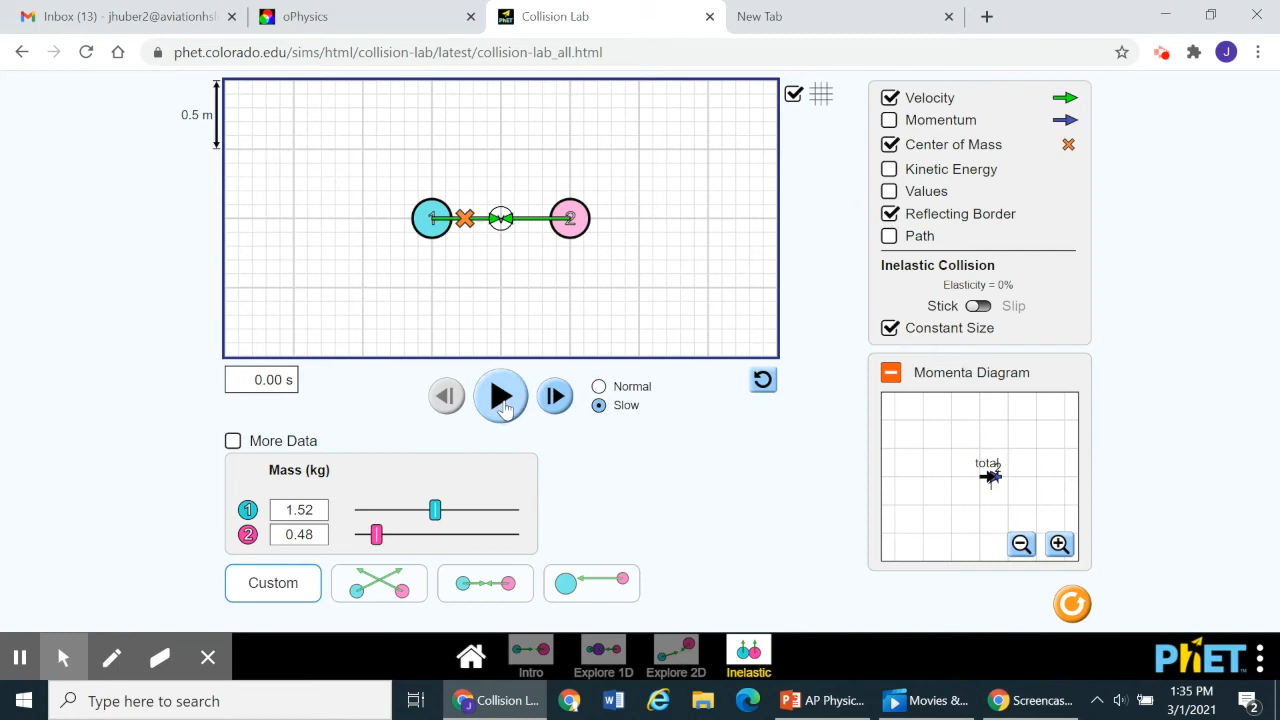 Inbox (13) - jhuber2@aviationhsl
oPhysics
Collision Lab
New Tab
phet.colorado.edu/sims/html/collision-lab/latest/collision-lab_all.html
J
0.5 m
1
2
Velocity
Momentum
Center of Mass
Kinetic Energy
Values
Reflecting Border
Path
Inelastic Collision
Elasticity = 0%
Stick Slip
Constant Size
0.00 s
Normal
Slow
Momenta Diagram
total
2
1
More Data
Mass (kg)
1 1.52
2 0.48
Custom
Intro
Explore 1D
Explore 2D
Inelastic
PhET
Type here to search
Collision L...
AP Physic...
Movies &...
Screencas...
1:35 PM
3/1/2021
2